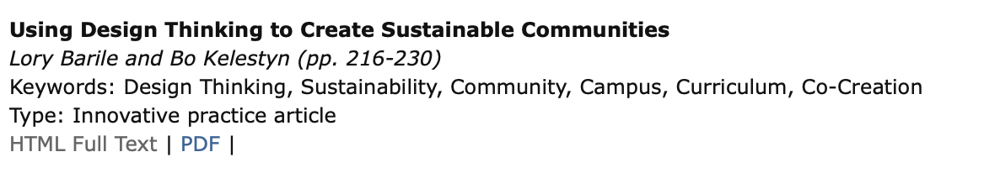 Using Design Thinking to Create Sustainable Communities
Lory Barile and Bo Kelestyn (pp. 216-230)
Keywords: Design Thinking, Sustainability, Community, Campus, Curriculum, Co-Creation
Type: Innovative practice article
HTML Full Text | PDF |